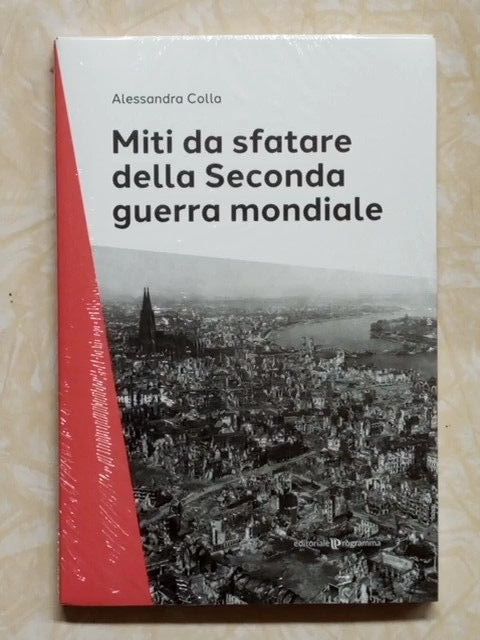 Alessandra Colla
Miti da sfatare
della Seconda
guerra mondiale
editoriale Programma